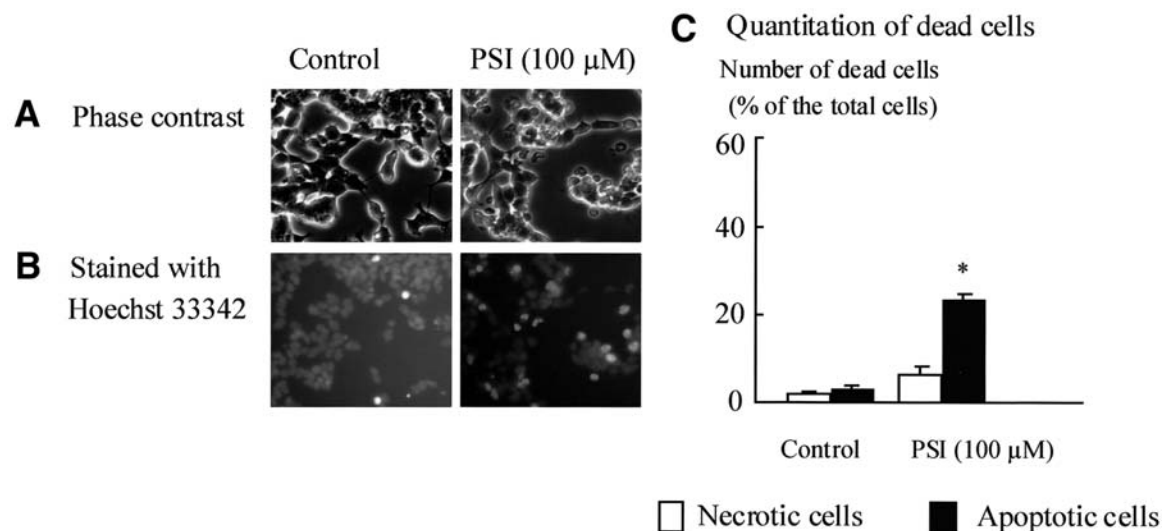 Control
PSI (100 µM)
A Phase contrast
B Stained with
Hoechst 33342
C Quantitation of dead cells
Number of dead cells
(% of the total cells)
60
40
*
20
0
Control
PSI (100 µM)
Necrotic cells
Apoptotic cells